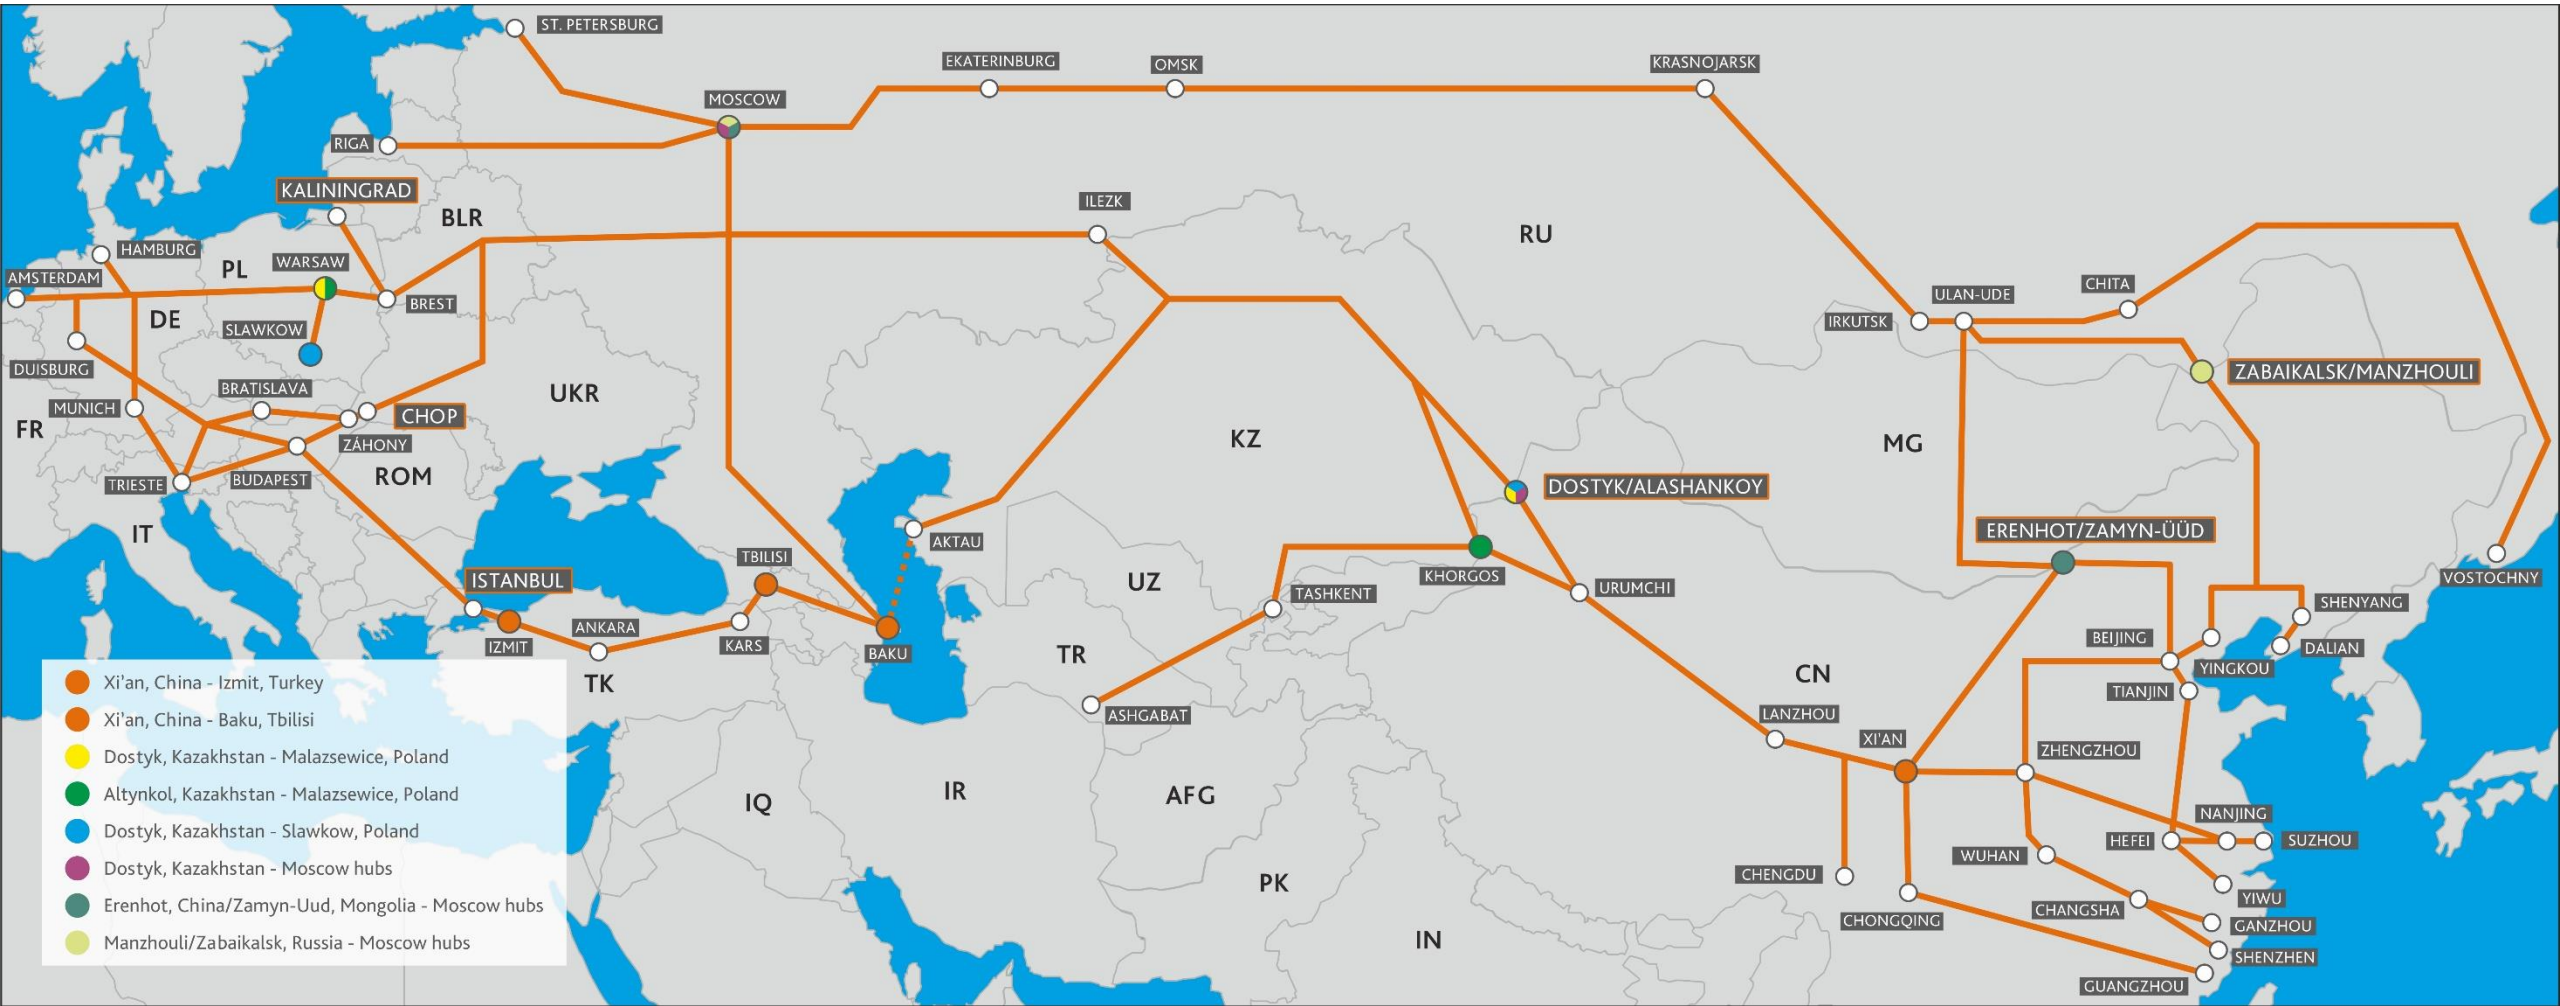 ST. PETERSBURG
EKATERINBURG
OMSK
KRASNOJARSK
MOSCOW
RIGA
KALININGRAD
BLR
ILEZK
RU
HAMBURG
AMSTERDAM
PL
WARSAW
BREST
DE
SLAWKOW
DUISBURG
ULAN-UDE
CHITA
IRKUTSK
ZABAIKALSK/MANZHOULI
BRATISLAVA
MUNICH
CHOP
UKR
FR
ZÁHONY
KZ
MG
TRIESTE
BUDAPEST
ROM
DOSTYK/ALASHANKOY
IT
AKTAU
ERENHOT/ZAMYN-ÜÜD
TBILISI
ISTANBUL
UZ
KHORGOS
URUMCHI
TASHKENT
VOSTOCHNY
SHENYANG
IZMIT
ANKARA
KARS
BAKU
TR
BEIJING
DALIAN
YINGKOU
TK
CN
TIANJIN
ASHGABAT
LANZHOU
XI'AN
ZHENGZHOU
IQ
IR
AFG
NANJING
HEFEI
SUZHOU
WUHAN
CHENGDU
PK
YIWU
CHANGSHA
CHONGQING
GANZHOU
IN
SHENZHEN
GUANGZHOU
Xi'an, China - Izmit, Turkey
Xi'an, China - Baku, Tbilisi
Dostyk, Kazakhstan - Malazsewice, Poland
Altynkol, Kazakhstan - Malazsewice, Poland
Dostyk, Kazakhstan - Slawkow, Poland
Dostyk, Kazakhstan - Moscow hubs
Erenhot, China/Zamyn-Uud, Mongolia - Moscow hubs
Manzhouli/Zabaikalsk, Russia - Moscow hubs